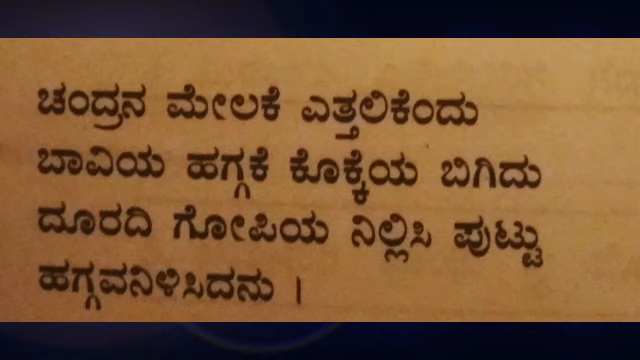 ಚಂದ್ರನ ಮೇಲಕೆ ಎತ್ತಲಿಕೆಂದು
ಬಾವಿಯ ಹಗ್ಗಕೆ ಕೊಕ್ಕೆಯ ಬಿಗಿದು
ದೂರದಿ ಗೋಪಿಯ ನಿಲ್ಲಿಸಿ ಪುಟ್ಟು
ಹಗ್ಗವನಿಳಿಸಿದನು ।